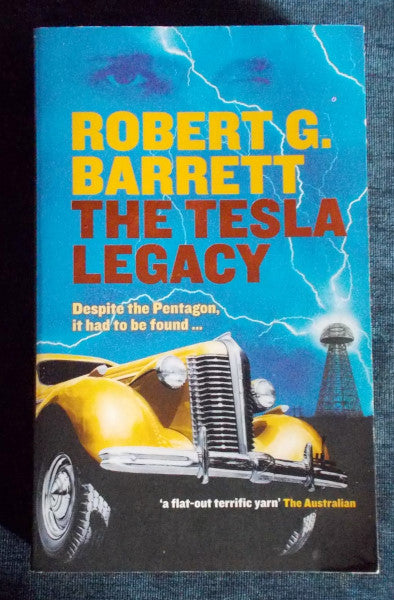 ROBERT G.
BARRETT
THE TESLA
LEGACY
Despite the Pentagon,
it had to be found ...
‘a flat-out terrific yarn’ The Australian